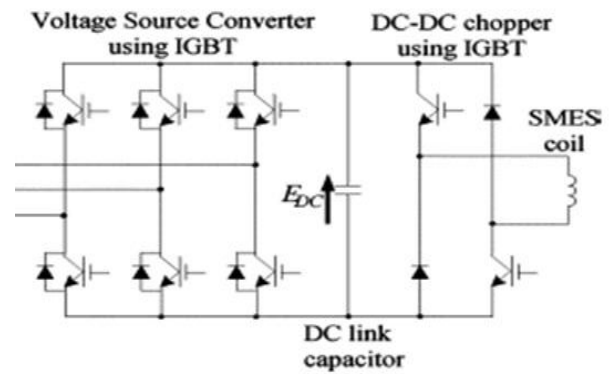 Voltage Source Converter
using IGBT
DC-DC chopper
using IGBT
SMES
coil
EDC
DC link
capacitor